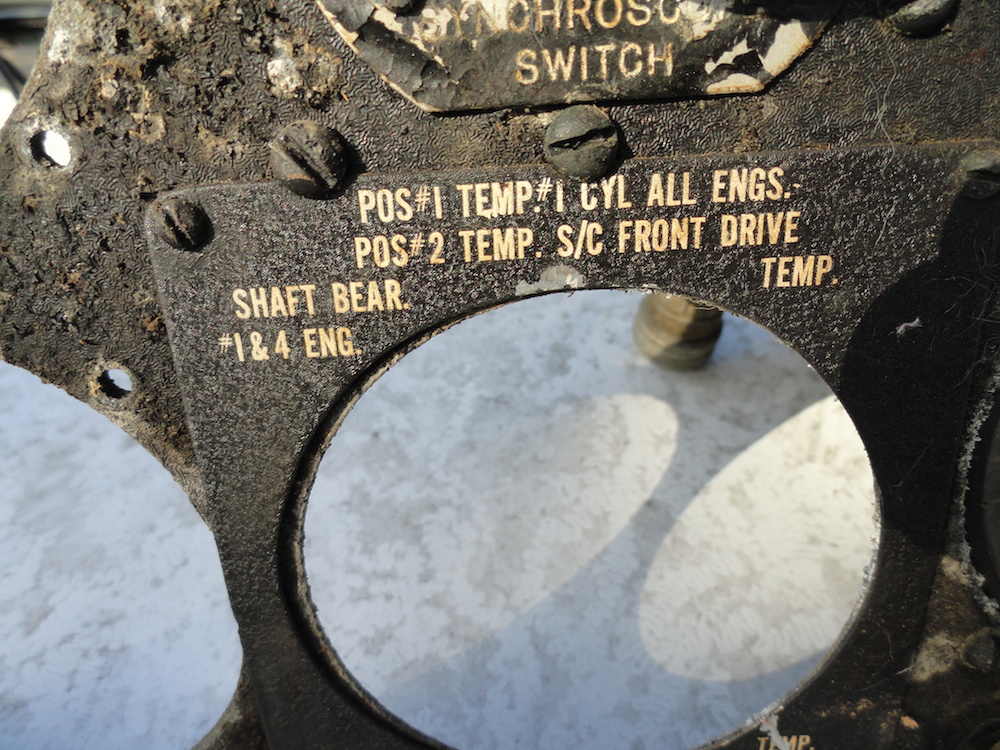 SYNCHROSC
SWITCH
POS#1 TEMP.#1 CYL ALL ENGS.-
POS#2 TEMP. S/C FRONT DRIVE
TEMP.
SHAFT BEAR.
#1 & 4 ENG.
TEMP.